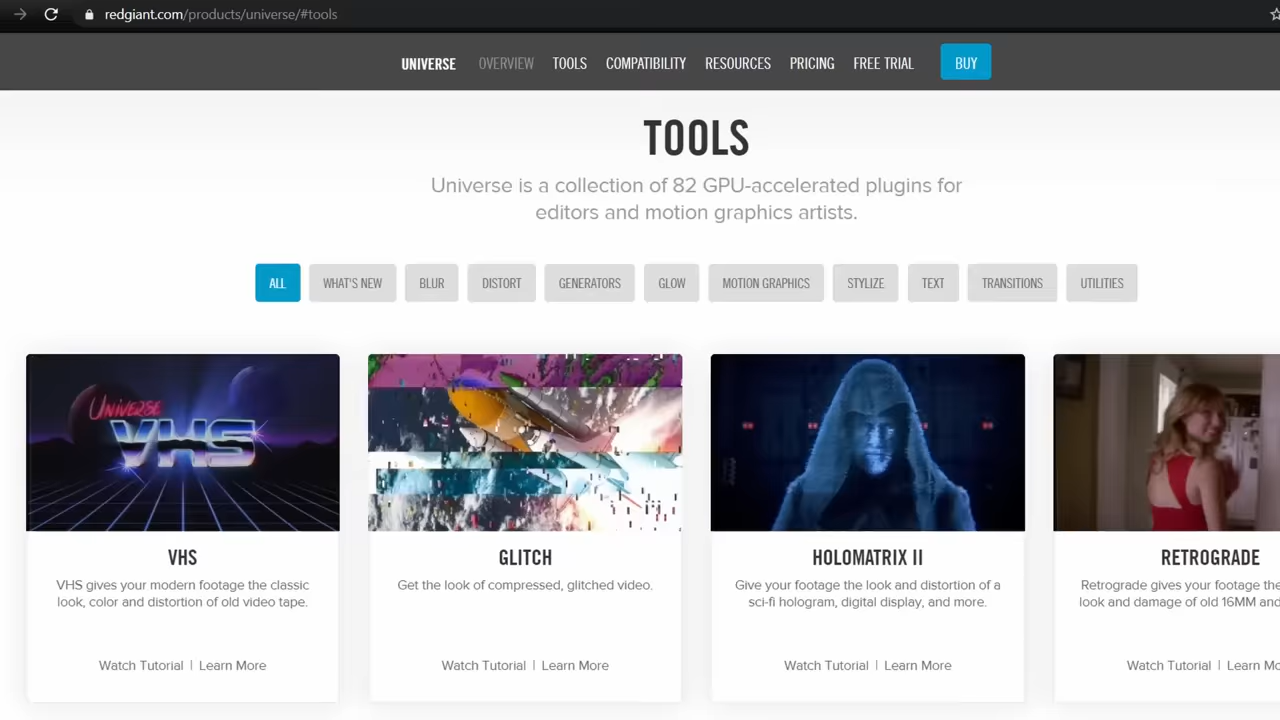 redgiant.com/products/universe/#tools
UNIVERSE OVERVIEW TOOLS COMPATIBILITY RESOURCES PRICING FREE TRIAL BUY
TOOLS
Universe is a collection of 82 GPU-accelerated plugins for
editors and motion graphics artists.
ALL WHAT'S NEW BLUR DISTORT GENERATORS GLOW MOTION GRAPHICS STYLIZE TEXT TRANSITIONS UTILITIES
UNIVERSE
VHS
VHS
VHS gives your modern footage the classic
look, color and distortion of old video tape.
Watch Tutorial | Learn More
GLITCH
Get the look of compressed, glitched video.
Watch Tutorial | Learn More
HOLOMATRIX II
Give your footage the look and distortion of a
sci-fi hologram, digital display, and more.
Watch Tutorial | Learn More
RETROGRADE
Retrograde gives your footage the
look and damage of old 16MM and
Watch Tutorial | Learn Mo